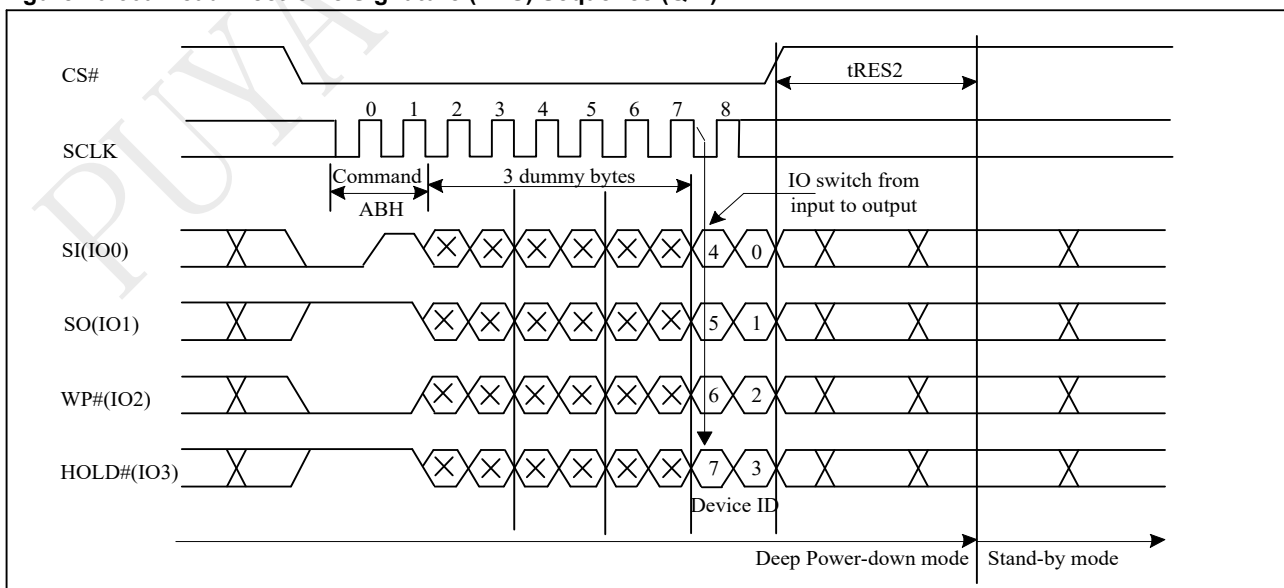 PUYA
CS#
tRES2
0 1 2 3 4 5 6 7 8
SCLK
Command
ABH
3 dummy bytes
IO switch from
input to output
SI(IO0)
4 0
SO(IO1)
5 1
WP#(IO2)
6 2
HOLD#(IO3)
7 3
Device ID
Deep Power-down mode
Stand-by mode